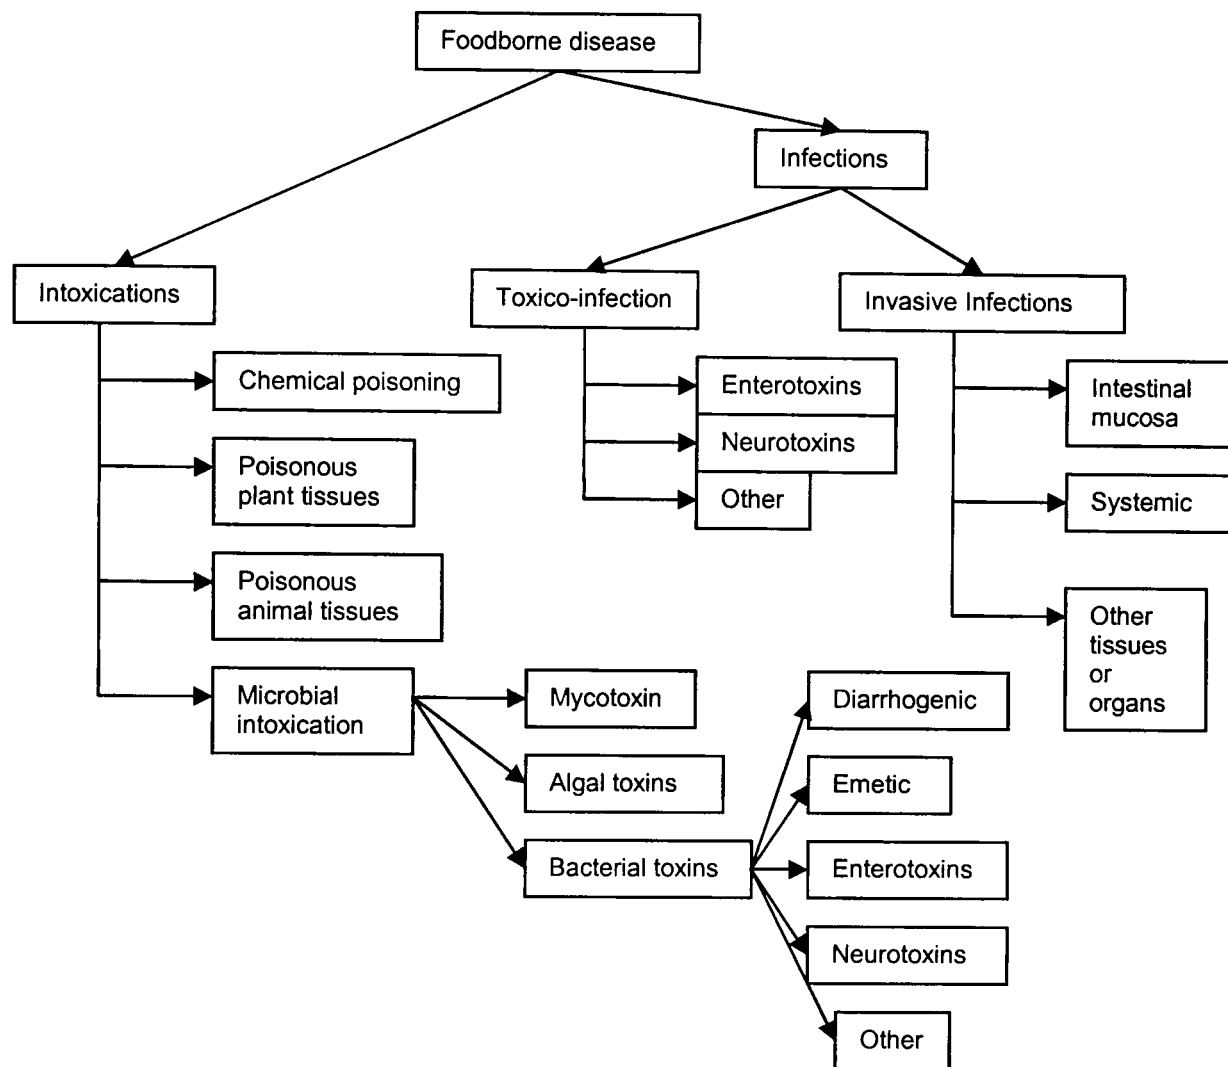 Foodborne disease
Infections
Intoxications
Toxico-infection
Invasive Infections
Chemical poisoning
Enterotoxins
Intestinal
mucosa
Neurotoxins
Poisonous
plant tissues
Other
Systemic
Poisonous
animal tissues
Other
tissues
or
organs
Microbial
intoxication
Mycotoxin
Diarrhogenic
Algal toxins
Emetic
Bacterial toxins
Enterotoxins
Neurotoxins
Other